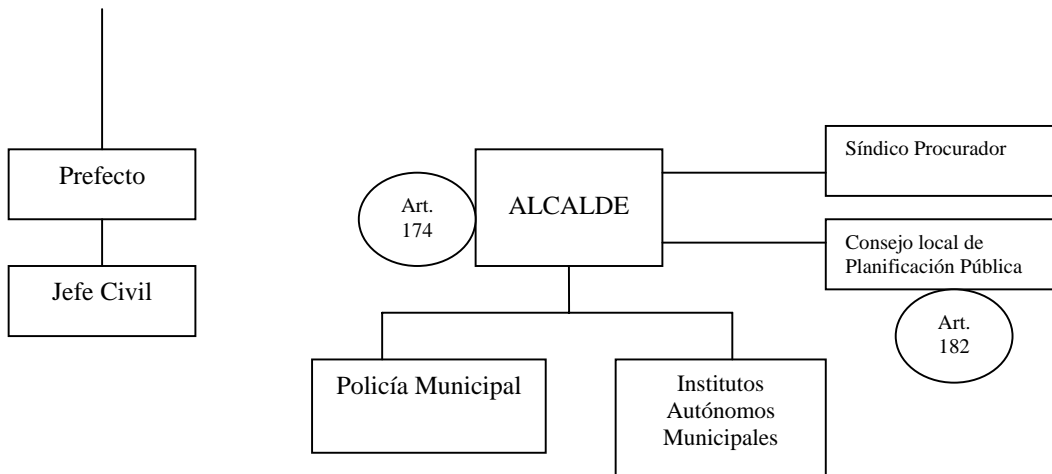 Prefecto
Jefe Civil
Art.
174
ALCALDE
Síndico Procurador
Consejo local de
Planificación Pública
Art.
182
Policía Municipal
Institutos
Autónomos
Municipales